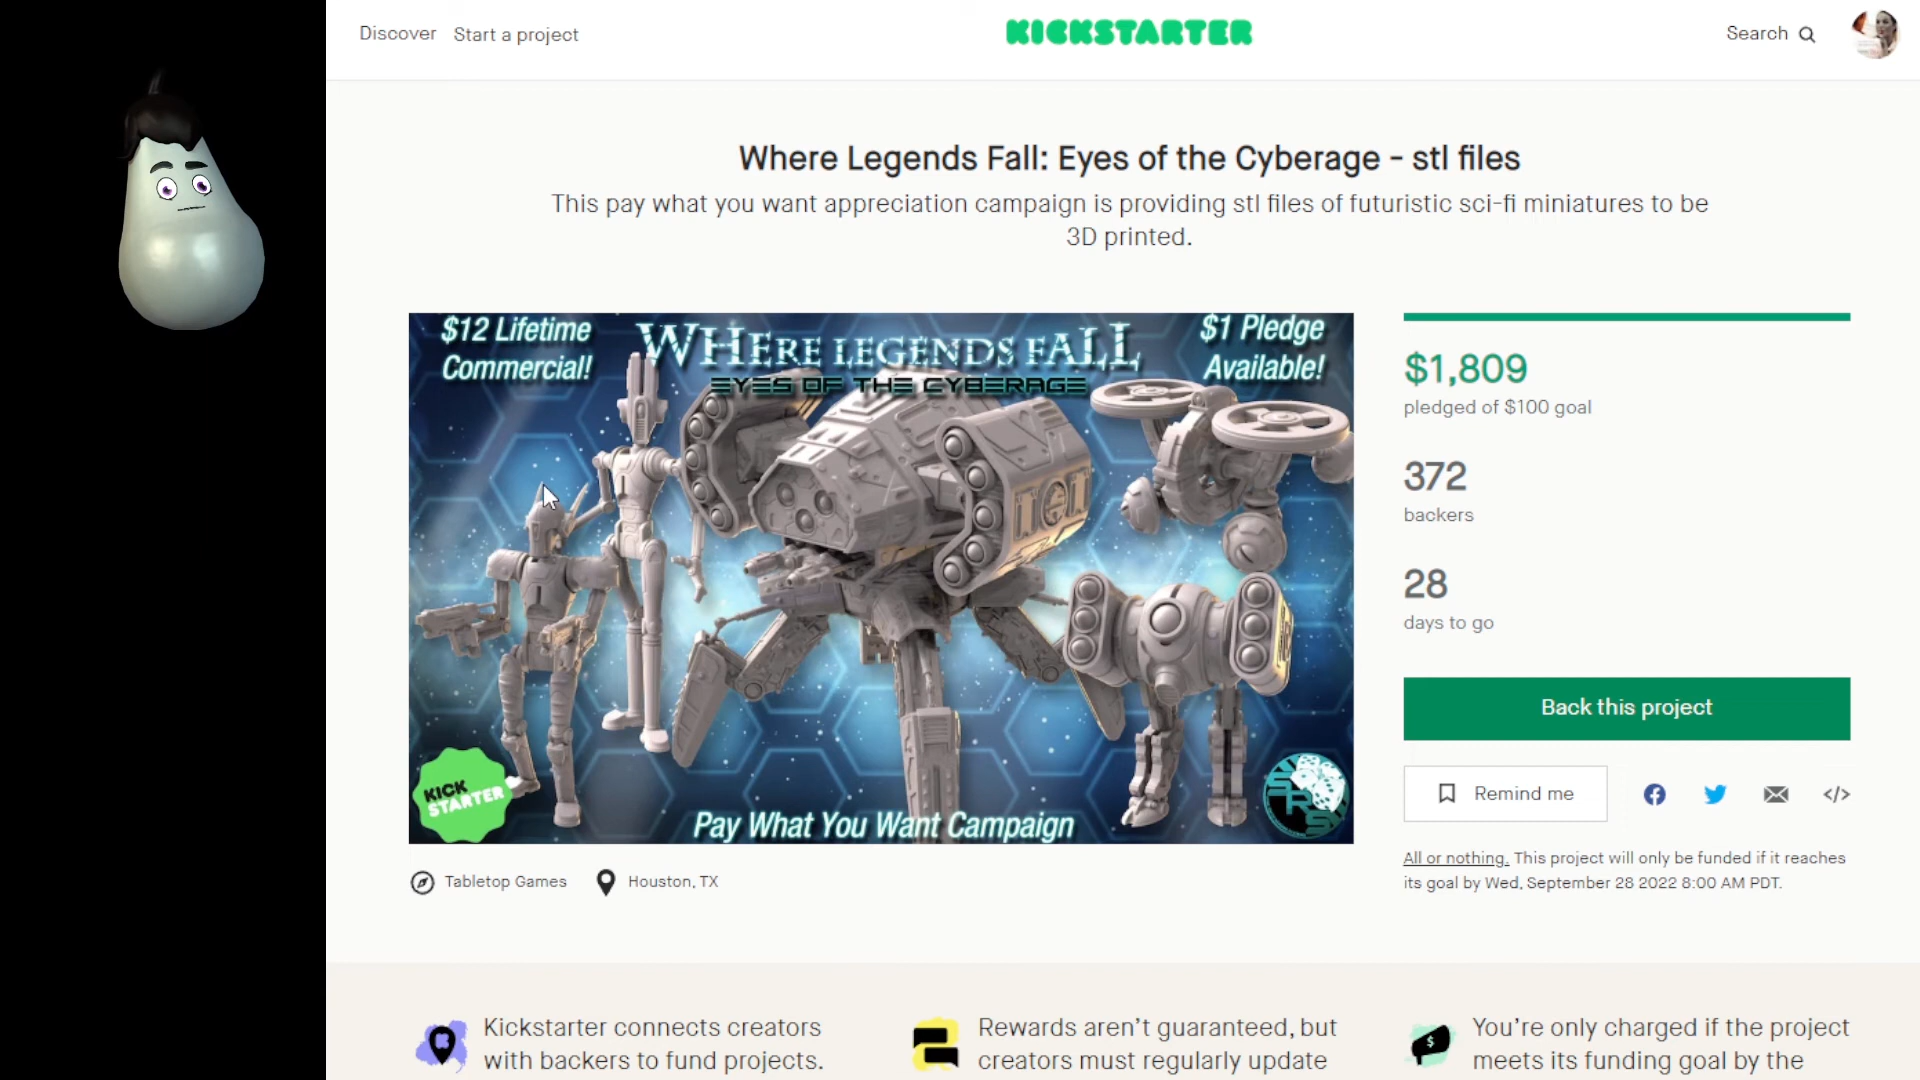 Discover Start a project
KICKSTARTER
Search
Where Legends Fall: Eyes of the Cyberage - stl files
This pay what you want appreciation campaign is providing stl files of futuristic sci-fi miniatures to be
3D printed.
$12 Lifetime
Commercial!
WHERE LEGENDS FALL
EYES OF THE CYBERAGE
$1 Pledge
Available!
KICK
STARTER
Pay What You Want Campaign
SRS
$1,809
pledged of $100 goal
372
backers
28
days to go
Back this project
Remind me
</>
All or nothing. This project will only be funded if it reaches
its goal by Wed, September 28 2022 8:00 AM PDT.
Tabletop Games
Houston, TX
Kickstarter connects creators
with backers to fund projects.
Rewards aren't guaranteed, but
creators must regularly update
You're only charged if the project
meets its funding goal by the